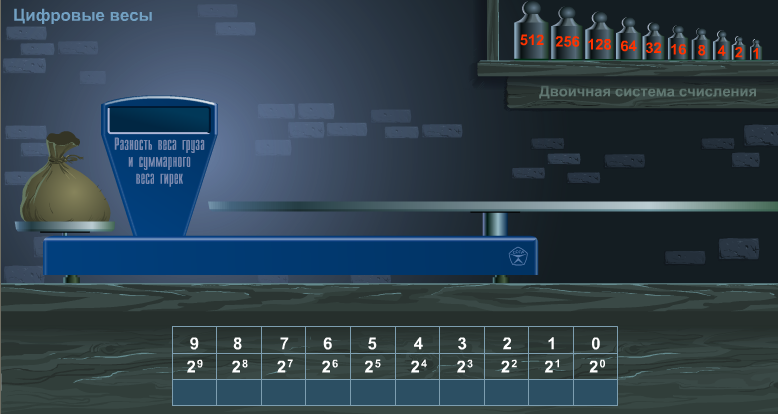 Цифровые весы
512 256 128 64 32 16 8 4 2 1
Двоичная система счисления
Разность веса груза
и суммарного
веса гирек
СССР
9 8 7 6 5 4 3 2 1 0
2⁹ 2⁸ 2⁷ 2⁶ 2⁵ 2⁴ 2³ 2² 2¹ 2⁰